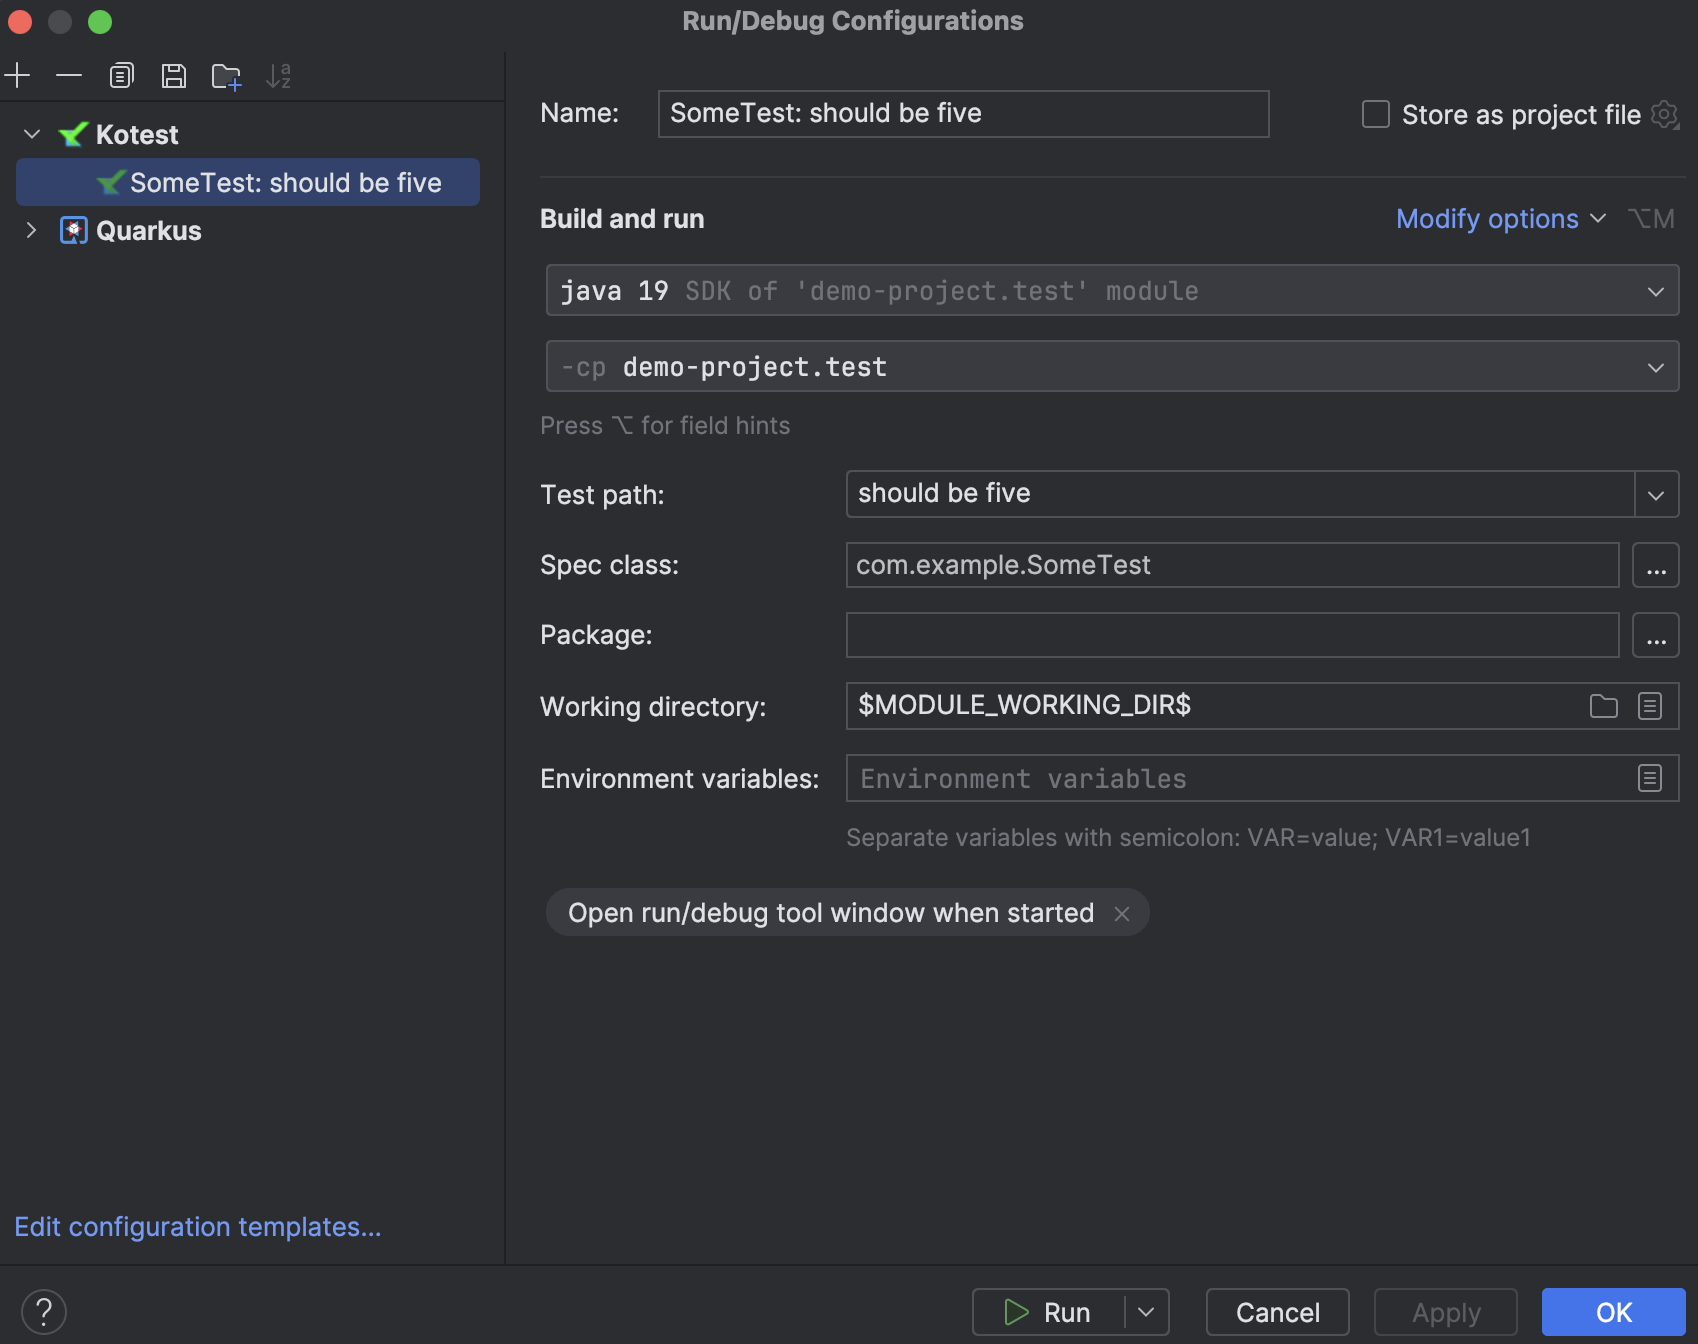 Run/Debug Configurations
Kotest
SomeTest: should be five
Quarkus
Edit configuration templates...
Name: SomeTest: should be five Store as project file
Build and run Modify options ⌥M
java 19 SDK of 'demo-project.test' module
-cp demo-project.test
Press ⌥ for field hints
Test path: should be five
Spec class: com.example.SomeTest ...
Package: ...
Working directory: $MODULE_WORKING_DIR$
Environment variables: Environment variables
Separate variables with semicolon: VAR=value; VAR1=value1
Open run/debug tool window when started
? Run Cancel Apply OK